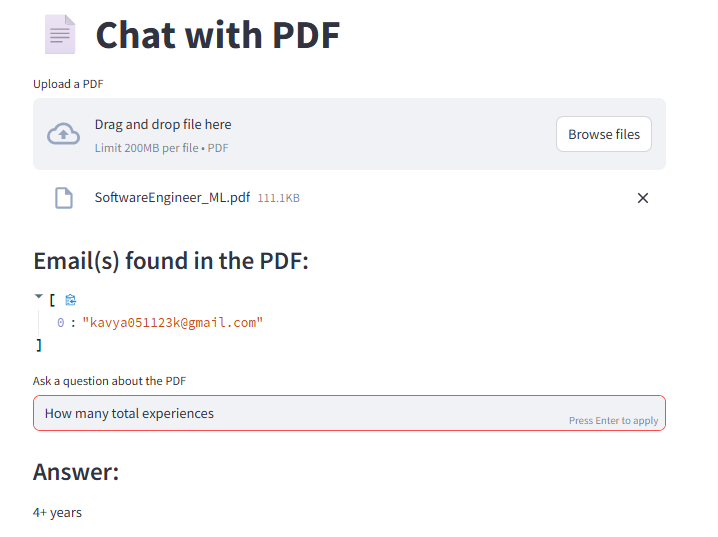 Chat with PDF
Upload a PDF
Drag and drop file here
Limit 200MB per file • PDF
Browse files
SoftwareEngineer_ML.pdf 111.1KB
Email(s) found in the PDF:
[
0 : "kavya051123k@gmail.com"
]
Ask a question about the PDF
How many total experiences
Press Enter to apply
Answer:
4+ years